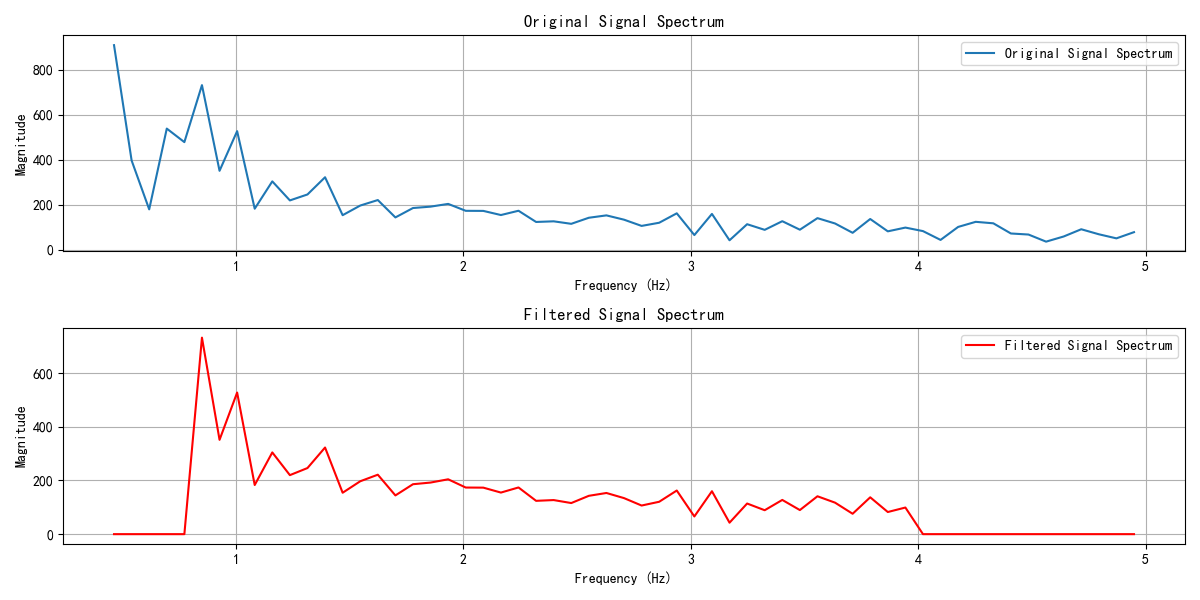 Original Signal Spectrum
Original Signal Spectrum
Magnitude
800
600
400
200
0
1 2 3 4 5
Frequency (Hz)
Filtered Signal Spectrum
Filtered Signal Spectrum
Magnitude
600
400
200
0
1 2 3 4 5
Frequency (Hz)